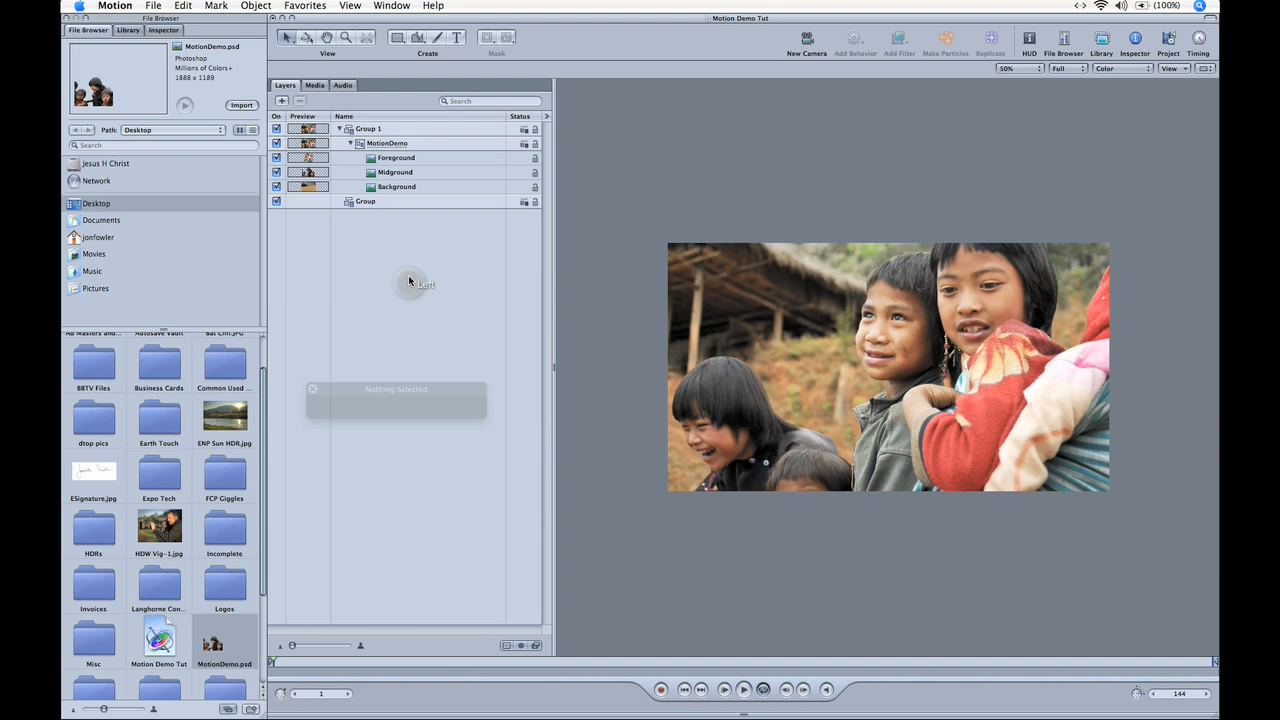 Motion File Edit Mark Object Favorites View Window Help
(100%)
File Browser
Motion Demo Tut
File Browser Library Inspector
MotionDemo.psd
Photoshop
Millions of Colors+
1888 x 1189
Import
Path: Desktop
Search
Jesus H Christ
Network
Desktop
Documents
jonfowler
Movies
Music
Pictures
BBTV Files Business Cards Common Used ...
dtop pics Earth Touch ENP Sun HDR.jpg
ESignature.jpg Expo Tech FCP Giggles
HDRs HDW Vig-1.jpg Incomplete
Invoices Langhorne Con... Logos
Misc Motion Demo Tut MotionDemo.psd
View Create Mask
New Camera Add Behavior Add Filter Make Particles Replicate HUD File Browser Library Inspector Project Timing
50% Full Color View
Layers Media Audio
Search
On Preview Name Status
Group 1
MotionDemo
Foreground
Midground
Background
Group
Left
Nothing Selected
1
144